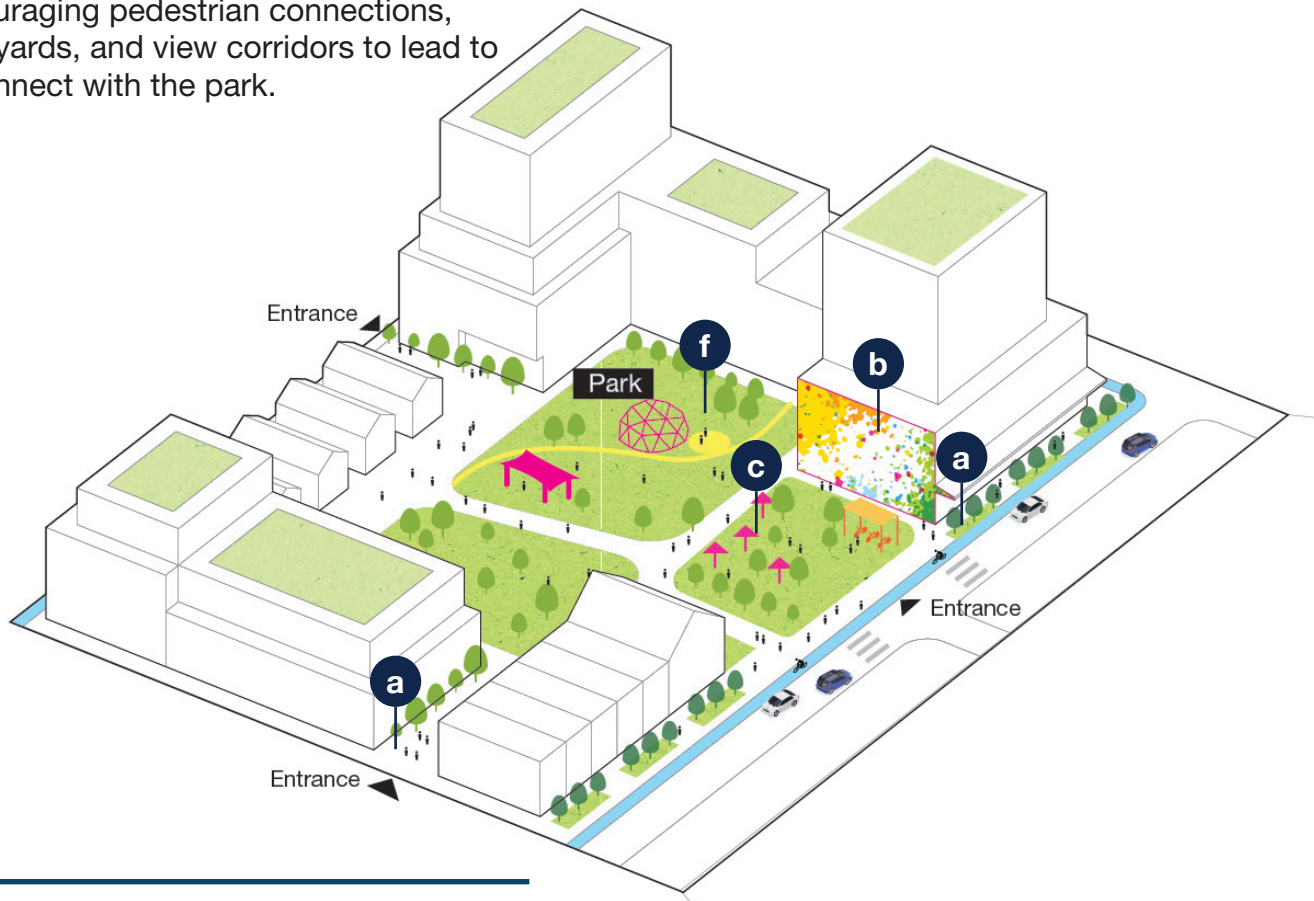 uraging pedestrian connections,
yards, and view corridors to lead to
nnect with the park.
Entrance
f
Park
b
c
a
Entrance
a
Entrance